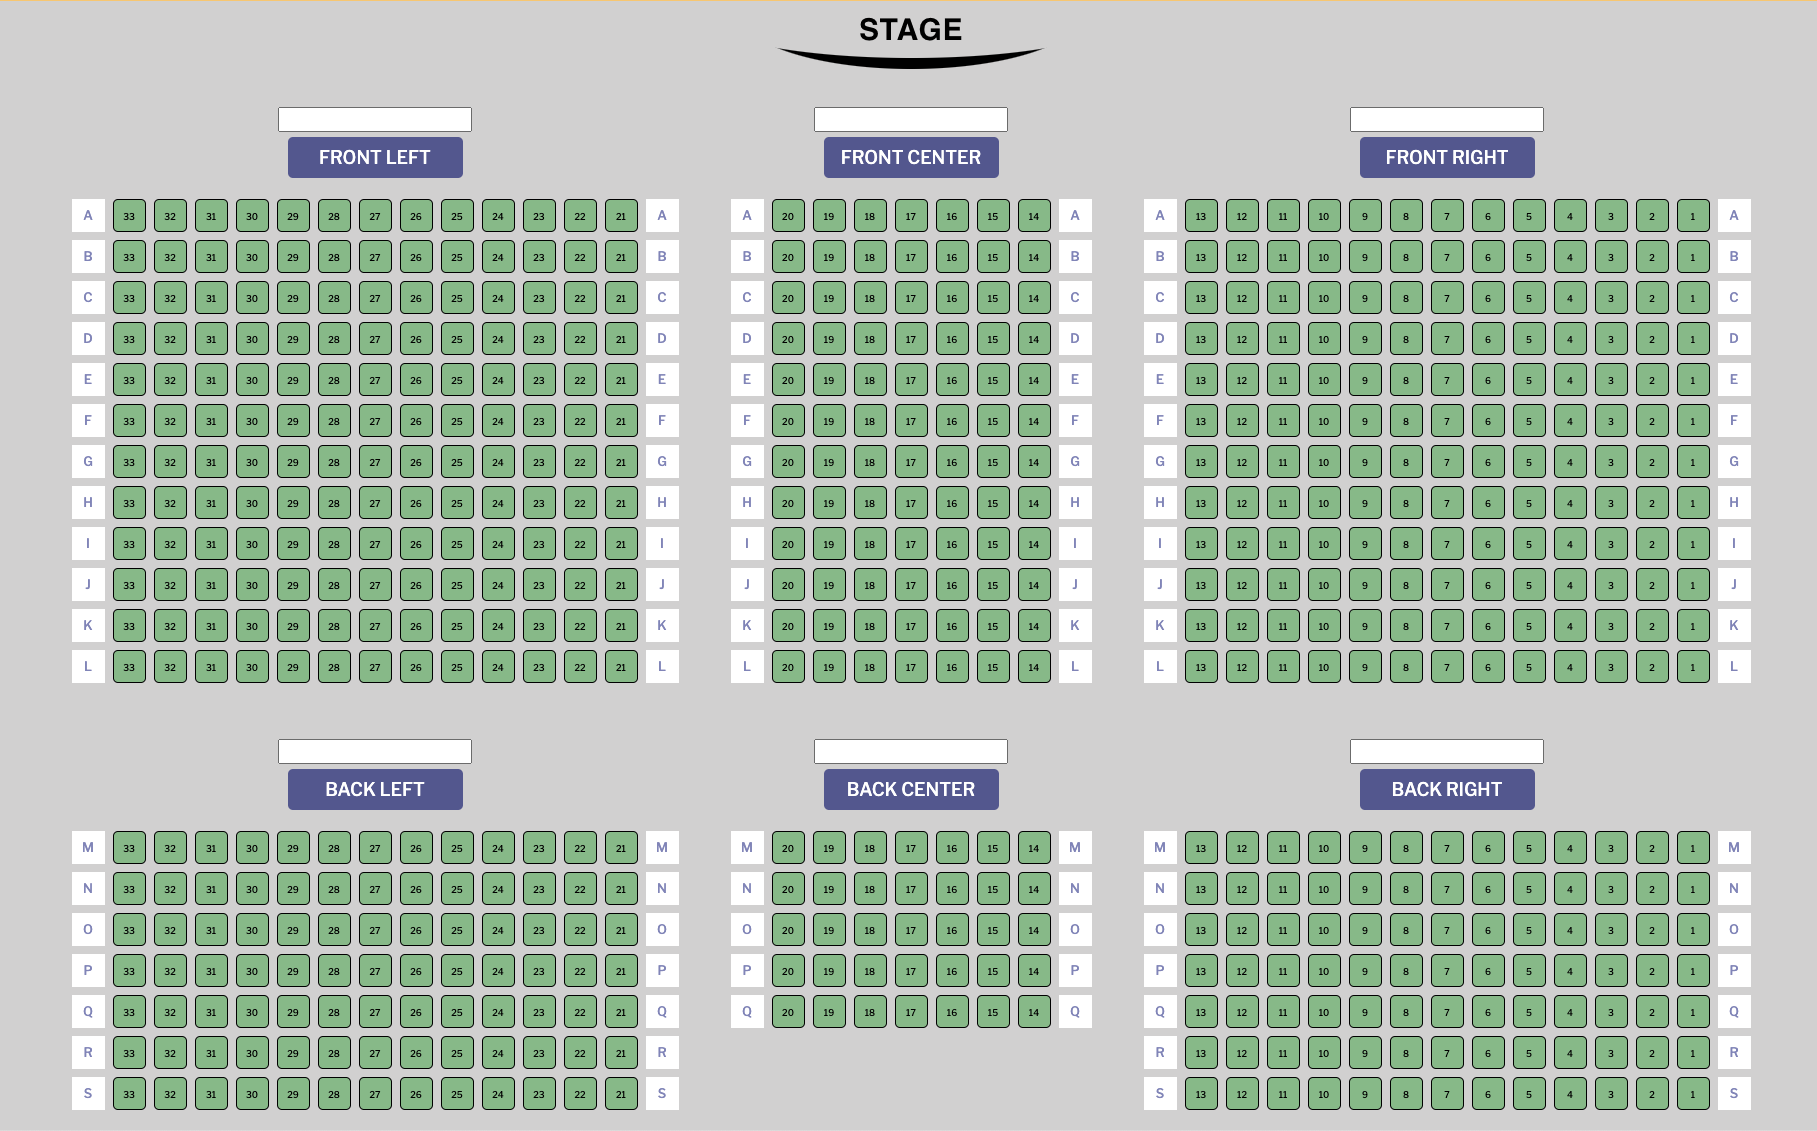 STAGE
FRONT LEFT FRONT CENTER FRONT RIGHT
A 33 32 31 30 29 28 27 26 25 24 23 22 21 A A 20 19 18 17 16 15 14 A A 13 12 11 10 9 8 7 6 5 4 3 2 1 A
B 33 32 31 30 29 28 27 26 25 24 23 22 21 B B 20 19 18 17 16 15 14 B B 13 12 11 10 9 8 7 6 5 4 3 2 1 B
C 33 32 31 30 29 28 27 26 25 24 23 22 21 C C 20 19 18 17 16 15 14 C C 13 12 11 10 9 8 7 6 5 4 3 2 1 C
D 33 32 31 30 29 28 27 26 25 24 23 22 21 D D 20 19 18 17 16 15 14 D D 13 12 11 10 9 8 7 6 5 4 3 2 1 D
E 33 32 31 30 29 28 27 26 25 24 23 22 21 E E 20 19 18 17 16 15 14 E E 13 12 11 10 9 8 7 6 5 4 3 2 1 E
F 33 32 31 30 29 28 27 26 25 24 23 22 21 F F 20 19 18 17 16 15 14 F F 13 12 11 10 9 8 7 6 5 4 3 2 1 F
G 33 32 31 30 29 28 27 26 25 24 23 22 21 G G 20 19 18 17 16 15 14 G G 13 12 11 10 9 8 7 6 5 4 3 2 1 G
H 33 32 31 30 29 28 27 26 25 24 23 22 21 H H 20 19 18 17 16 15 14 H H 13 12 11 10 9 8 7 6 5 4 3 2 1 H
I 33 32 31 30 29 28 27 26 25 24 23 22 21 I I 20 19 18 17 16 15 14 I I 13 12 11 10 9 8 7 6 5 4 3 2 1 I
J 33 32 31 30 29 28 27 26 25 24 23 22 21 J J 20 19 18 17 16 15 14 J J 13 12 11 10 9 8 7 6 5 4 3 2 1 J
K 33 32 31 30 29 28 27 26 25 24 23 22 21 K K 20 19 18 17 16 15 14 K K 13 12 11 10 9 8 7 6 5 4 3 2 1 K
L 33 32 31 30 29 28 27 26 25 24 23 22 21 L L 20 19 18 17 16 15 14 L L 13 12 11 10 9 8 7 6 5 4 3 2 1 L
BACK LEFT BACK CENTER BACK RIGHT
M 33 32 31 30 29 28 27 26 25 24 23 22 21 M M 20 19 18 17 16 15 14 M M 13 12 11 10 9 8 7 6 5 4 3 2 1 M
N 33 32 31 30 29 28 27 26 25 24 23 22 21 N N 20 19 18 17 16 15 14 N N 13 12 11 10 9 8 7 6 5 4 3 2 1 N
O 33 32 31 30 29 28 27 26 25 24 23 22 21 O O 20 19 18 17 16 15 14 O O 13 12 11 10 9 8 7 6 5 4 3 2 1 O
P 33 32 31 30 29 28 27 26 25 24 23 22 21 P P 20 19 18 17 16 15 14 P P 13 12 11 10 9 8 7 6 5 4 3 2 1 P
Q 33 32 31 30 29 28 27 26 25 24 23 22 21 Q Q 20 19 18 17 16 15 14 Q Q 13 12 11 10 9 8 7 6 5 4 3 2 1 Q
R 33 32 31 30 29 28 27 26 25 24 23 22 21 R R 13 12 11 10 9 8 7 6 5 4 3 2 1 R
S 33 32 31 30 29 28 27 26 25 24 23 22 21 S S 13 12 11 10 9 8 7 6 5 4 3 2 1 S